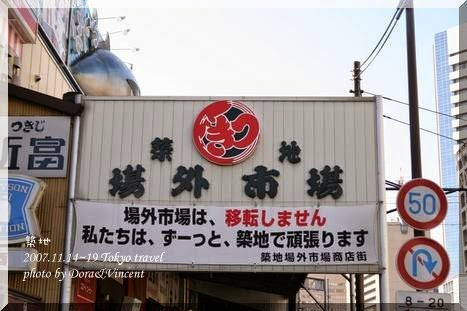 つきじ
新富
LAWSON
築地
場外市場
場外市場は、移転しません
私たちは、ずーっと、築地で頑張ります
築地場外市場商店街
50
8-20
築地
2007.11.14~19 Tokyo travel
photo by Dora&Vincent